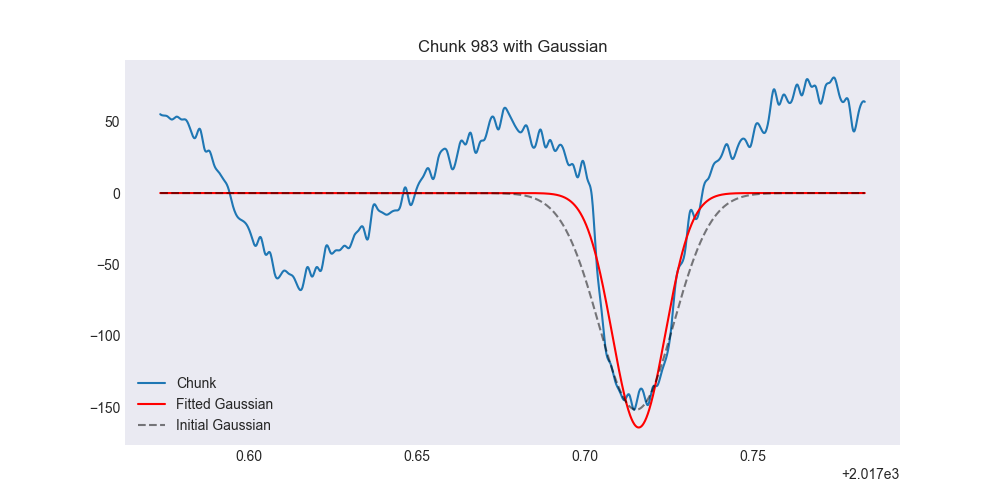 Chunk 983 with Gaussian
50
0
−50
−100
−150
Chunk
Fitted Gaussian
Initial Gaussian
0.60 0.65 0.70 0.75
+2.017e3